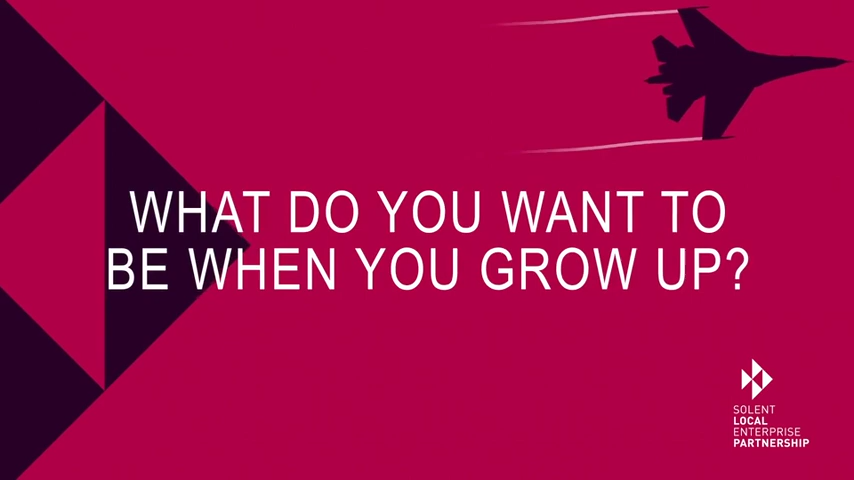 WHAT DO YOU WANT TO
BE WHEN YOU GROW UP?
SOLENT
LOCAL
ENTERPRISE
PARTNERSHIP